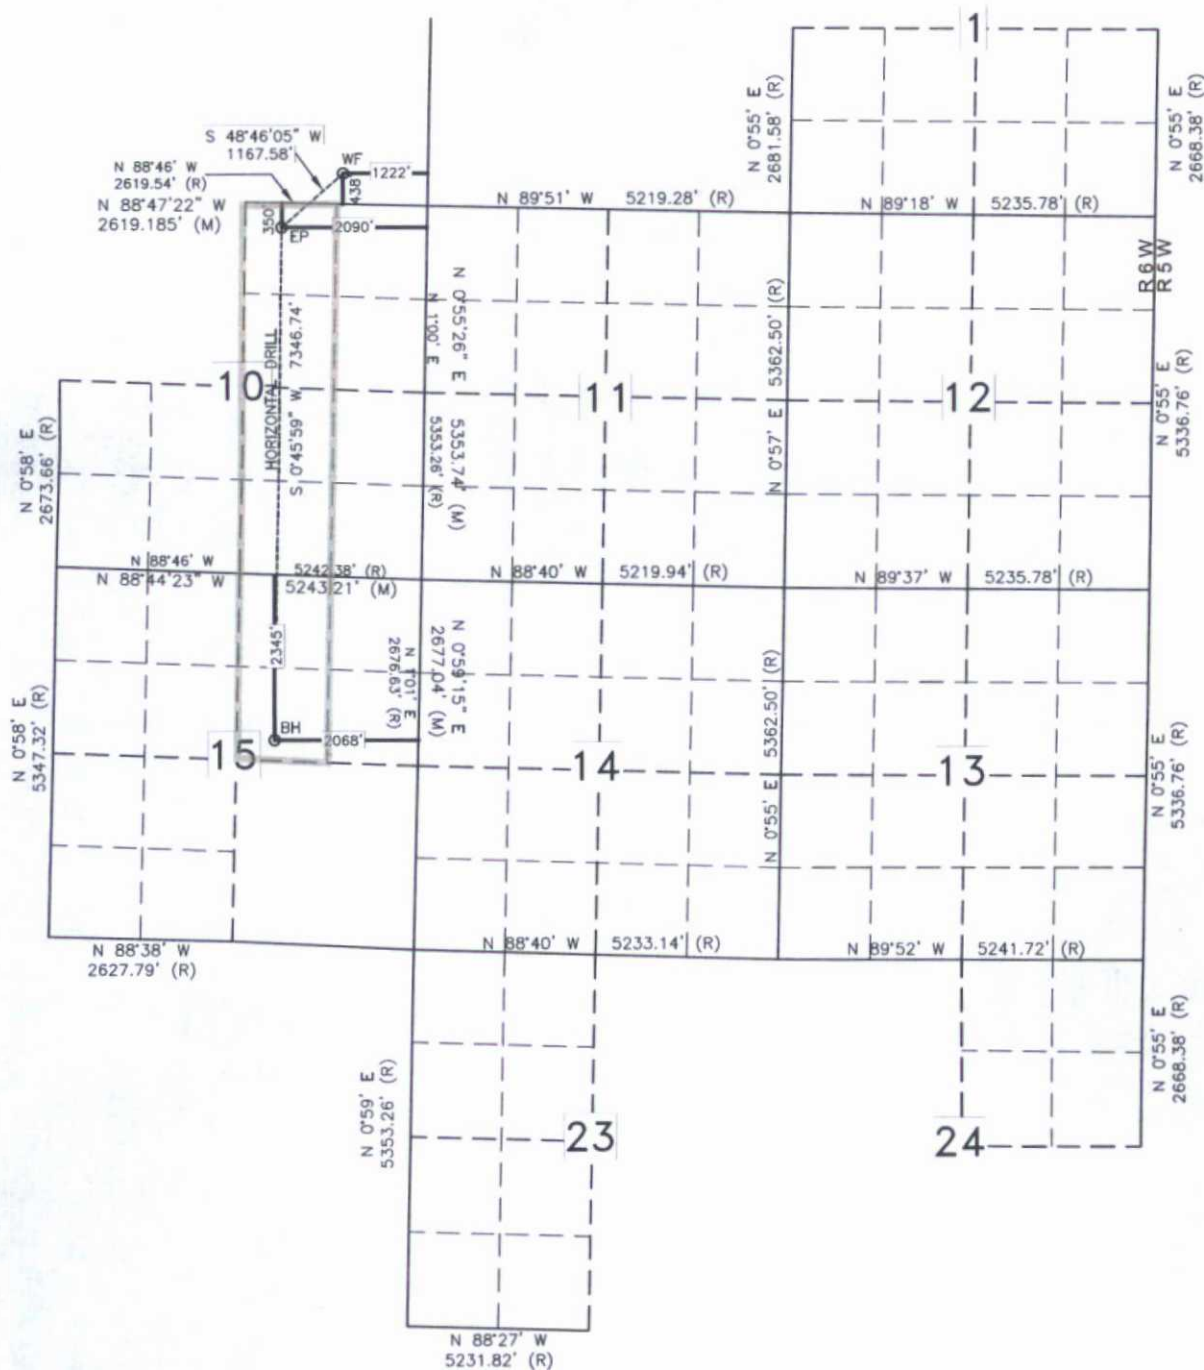 1
N 0°55' E
2681.58' (R)
N 0°55' E
2668.38' (R)
S 48°46'05" W
1167.58'
WF
1222'
438'
N 88°46' W
2619.54' (R)
N 88°47'22" W
2619.185' (M)
350
EP
2090'
N 89°51' W 5219.28' (R)
N 89°18' W 5235.78' (R)
R6W
R5W
10
HORIZONTAL DRILL
S 0°45'59" W 7346.74'
N 0°55'26" E 5353.74' (M)
N 1°00' E 5353.26' (R)
11
N 0°57' E 5362.50' (R)
12
N 0°55' E
5336.76' (R)
N 0°58' E
2673.66' (R)
N 88°46' W 5242.38' (R)
N 88°44'23" W 5243.21' (M)
N 88°40' W 5219.94' (R)
N 89°37' W 5235.78' (R)
2345'
N 1°01' E
2676.63' (R)
N 0°59'15" E
2677.04' (M)
BH
2068'
15
N 0°58' E
5347.32' (R)
14
N 0°55' E 5362.50' (R)
13
N 0°55' E
5336.76' (R)
N 88°38' W
2627.79' (R)
N 88°40' W 5233.14' (R)
N 89°52' W 5241.72' (R)
N 0°59' E
5353.26' (R)
23
24
N 0°55' E
2668.38' (R)
N 88°27' W
5231.82' (R)